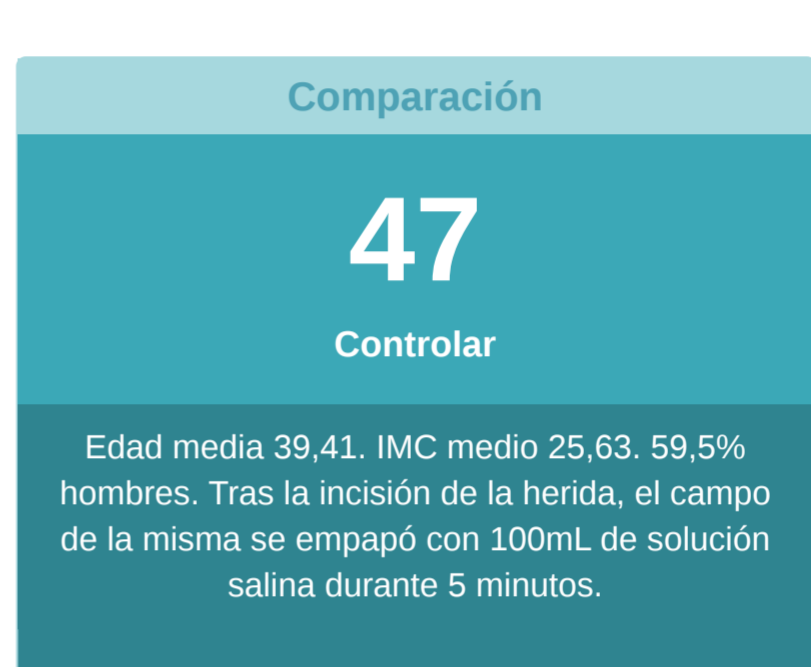 Comparación
47
Controlar
Edad media 39,41. IMC medio 25,63. 59,5%
hombres. Tras la incisión de la herida, el campo
de la misma se empapó con 100mL de solución
salina durante 5 minutos.